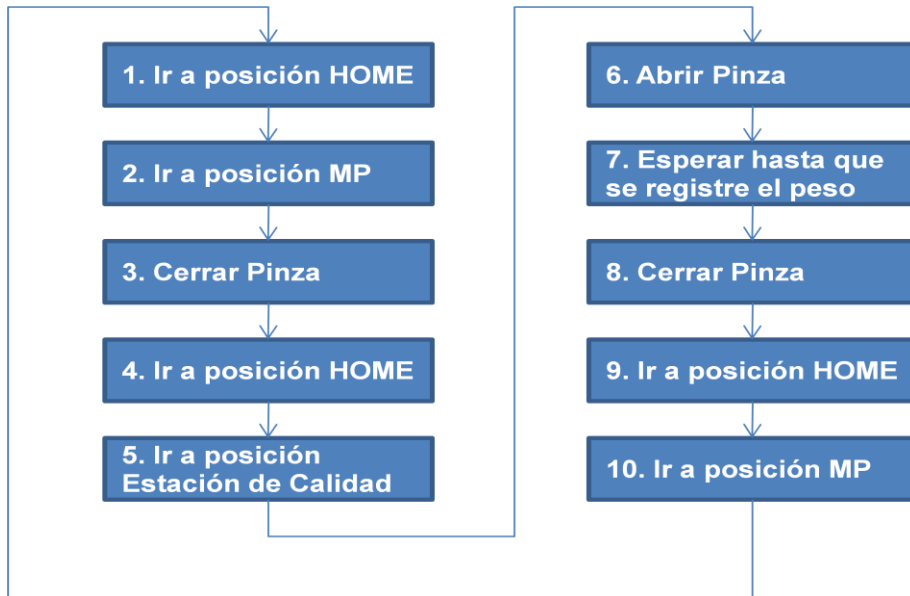 1. Ir a posición HOME
2. Ir a posición MP
3. Cerrar Pinza
4. Ir a posición HOME
5. Ir a posición
Estación de Calidad
6. Abrir Pinza
7. Esperar hasta que
se registre el peso
8. Cerrar Pinza
9. Ir a posición HOME
10. Ir a posición MP